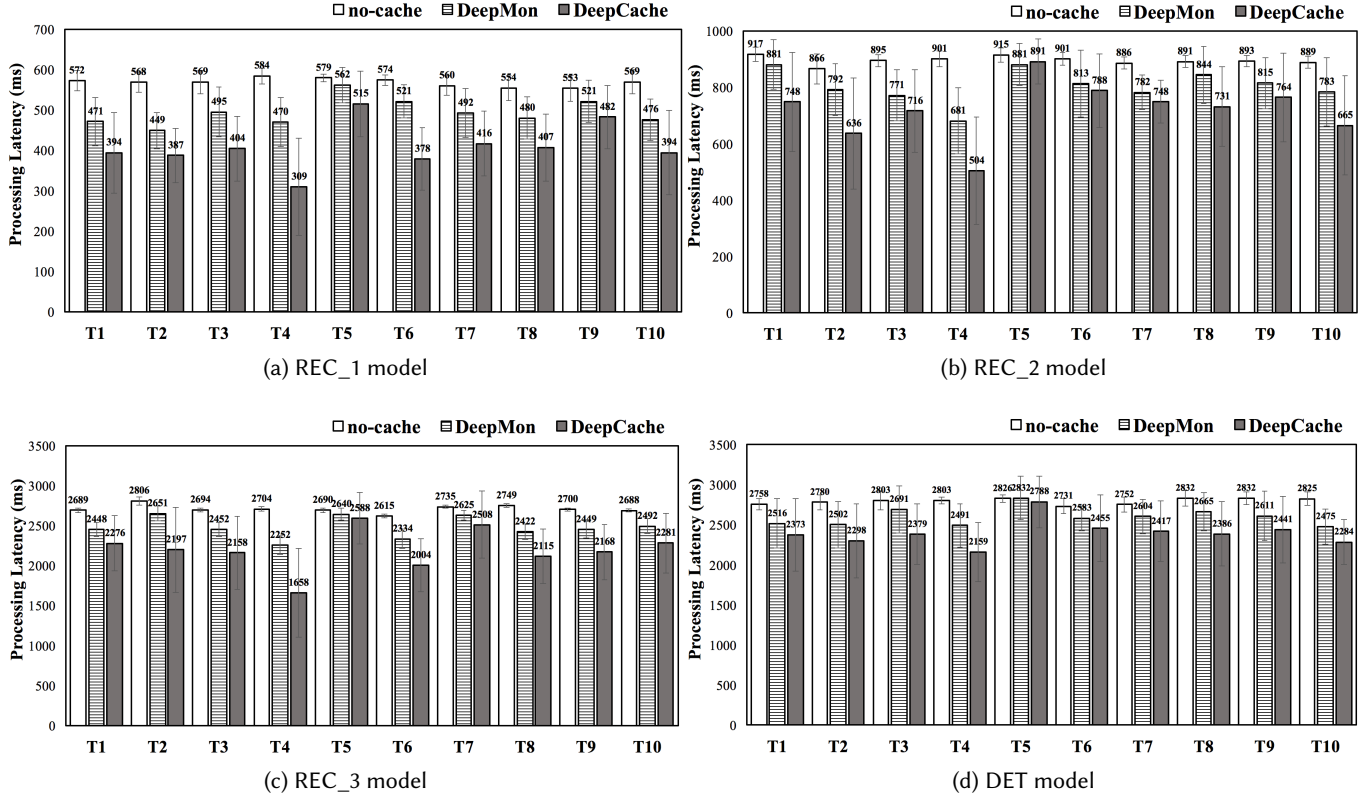 no-cache DeepMon DeepCache
Processing Latency (ms)
700
600
500
400
300
200
100
0
572 471 394 568 449 387 569 495 404 584 470 309 579 562 515 574 521 378 560 492 416 554 480 407 553 521 482 569 476 394
T1 T2 T3 T4 T5 T6 T7 T8 T9 T10
(a) REC_1 model
no-cache DeepMon DeepCache
Processing Latency (ms)
1000
800
600
400
200
0
917 881 748 866 792 636 895 771 716 901 681 504 915 881 891 901 813 788 886 782 748 891 844 731 893 815 764 889 783 665
T1 T2 T3 T4 T5 T6 T7 T8 T9 T10
(b) REC_2 model
no-cache DeepMon DeepCache
Processing Latency (ms)
3500
3000
2500
2000
1500
1000
500
0
2689 2448 2276 2806 2651 2197 2694 2452 2158 2704 2252 1658 2690 2640 2588 2615 2334 2004 2735 2625 2508 2749 2422 2115 2700 2449 2168 2688 2492 2281
T1 T2 T3 T4 T5 T6 T7 T8 T9 T10
(c) REC_3 model
no-cache DeepMon DeepCache
Processing Latency (ms)
3500
3000
2500
2000
1500
1000
500
0
2758 2516 2373 2780 2502 2298 2803 2691 2379 2803 2491 2159 2826 2832 2788 2731 2583 2455 2752 2604 2417 2832 2665 2386 2832 2611 2441 2825 2475 2284
T1 T2 T3 T4 T5 T6 T7 T8 T9 T10
(d) DET model